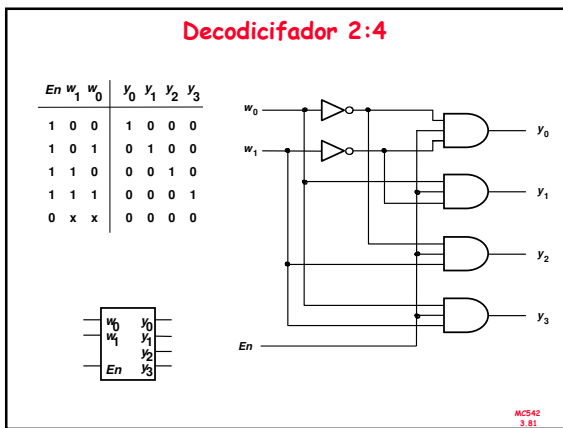 Decodicifador 2:4
En w1 w0 y0 y1 y2 y3
1 0 0 1 0 0 0
1 0 1 0 1 0 0
1 1 0 0 0 1 0
1 1 1 0 0 0 1
0 x x 0 0 0 0
w0
w1
y0
y1
y2
y3
En
w0 y0
w1 y1
y2
En y3
MC542
3.81